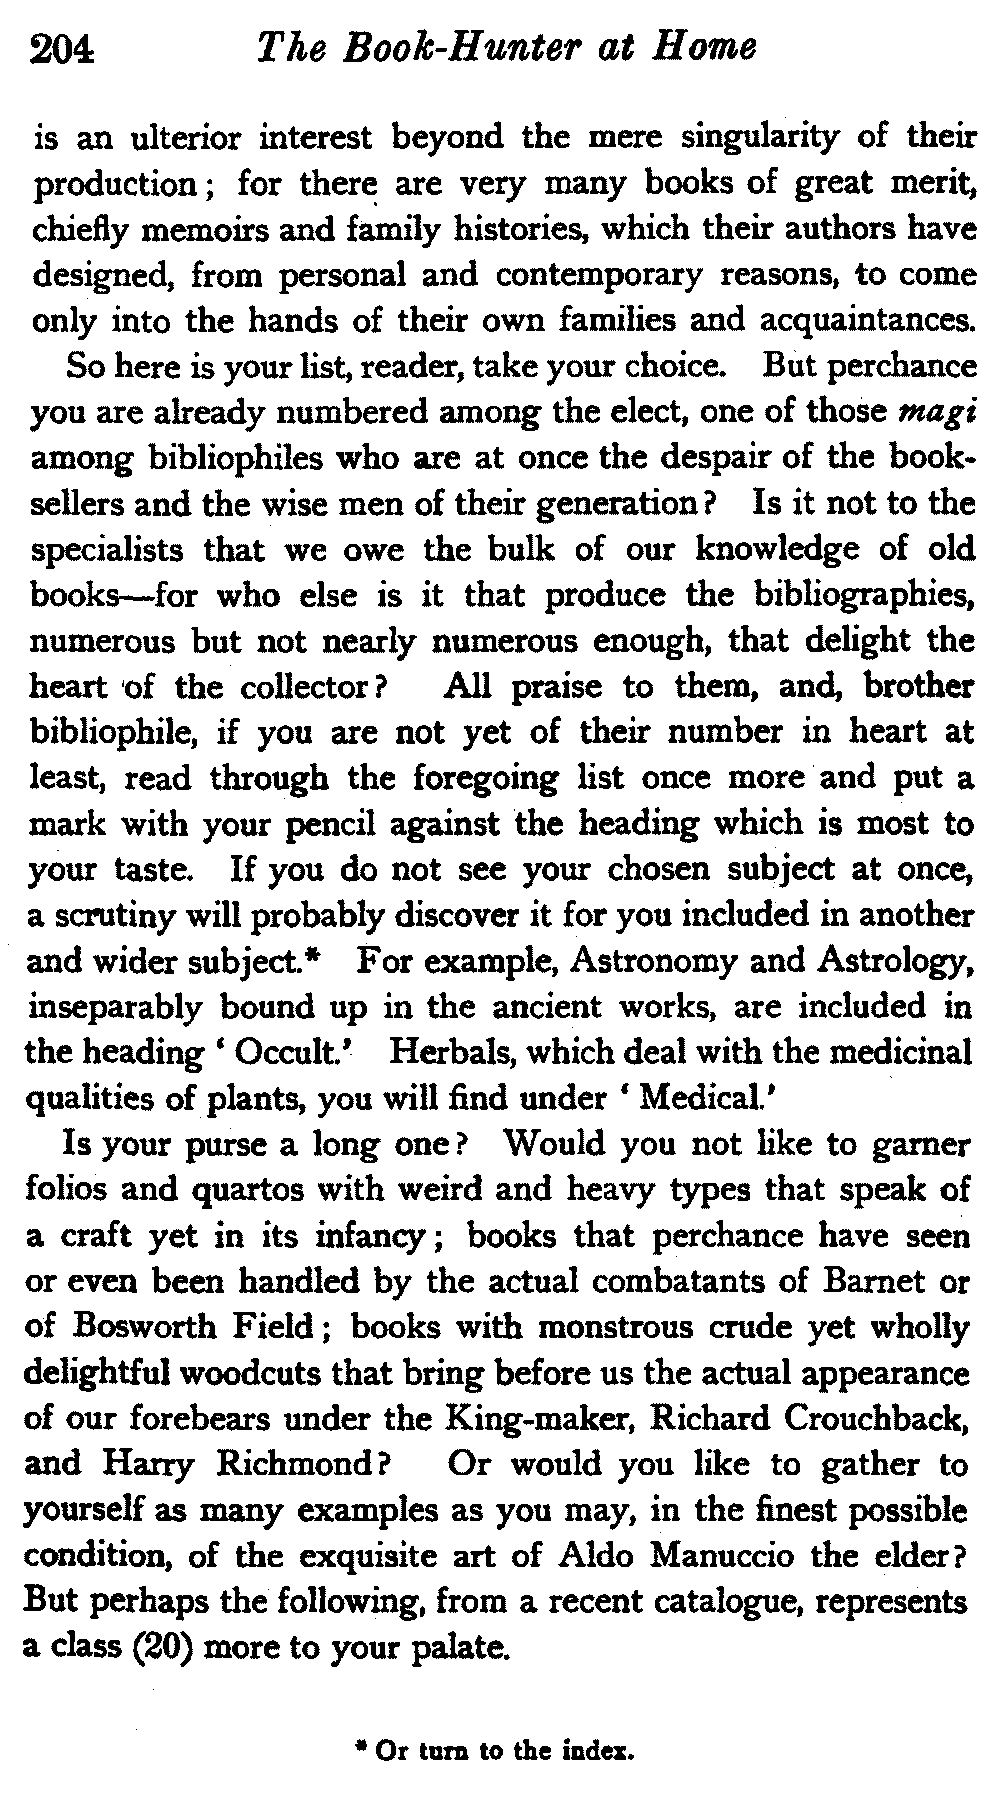 204 The Book-Hunter at Home
is an ulterior interest beyond the mere singularity of their
production; for there are very many books of great merit,
chiefly memoirs and family histories, which their authors have
designed, from personal and contemporary reasons, to come
only into the hands of their own families and acquaintances.
So here is your list, reader, take your choice. But perchance
you are already numbered among the elect, one of those magi
among bibliophiles who are at once the despair of the book-
sellers and the wise men of their generation? Is it not to the
specialists that we owe the bulk of our knowledge of old
books—for who else is it that produce the bibliographies,
numerous but not nearly numerous enough, that delight the
heart of the collector? All praise to them, and, brother
bibliophile, if you are not yet of their number in heart at
least, read through the foregoing list once more and put a
mark with your pencil against the heading which is most to
your taste. If you do not see your chosen subject at once,
a scrutiny will probably discover it for you included in another
and wider subject.* For example, Astronomy and Astrology,
inseparably bound up in the ancient works, are included in
the heading ‘ Occult.’ Herbals, which deal with the medicinal
qualities of plants, you will find under ‘ Medical.’
Is your purse a long one? Would you not like to garner
folios and quartos with weird and heavy types that speak of
a craft yet in its infancy; books that perchance have seen
or even been handled by the actual combatants of Barnet or
of Bosworth Field; books with monstrous crude yet wholly
delightful woodcuts that bring before us the actual appearance
of our forebears under the King-maker, Richard Crouchback,
and Harry Richmond? Or would you like to gather to
yourself as many examples as you may, in the finest possible
condition, of the exquisite art of Aldo Manuccio the elder?
But perhaps the following, from a recent catalogue, represents
a class (20) more to your palate.
* Or turn to the index.